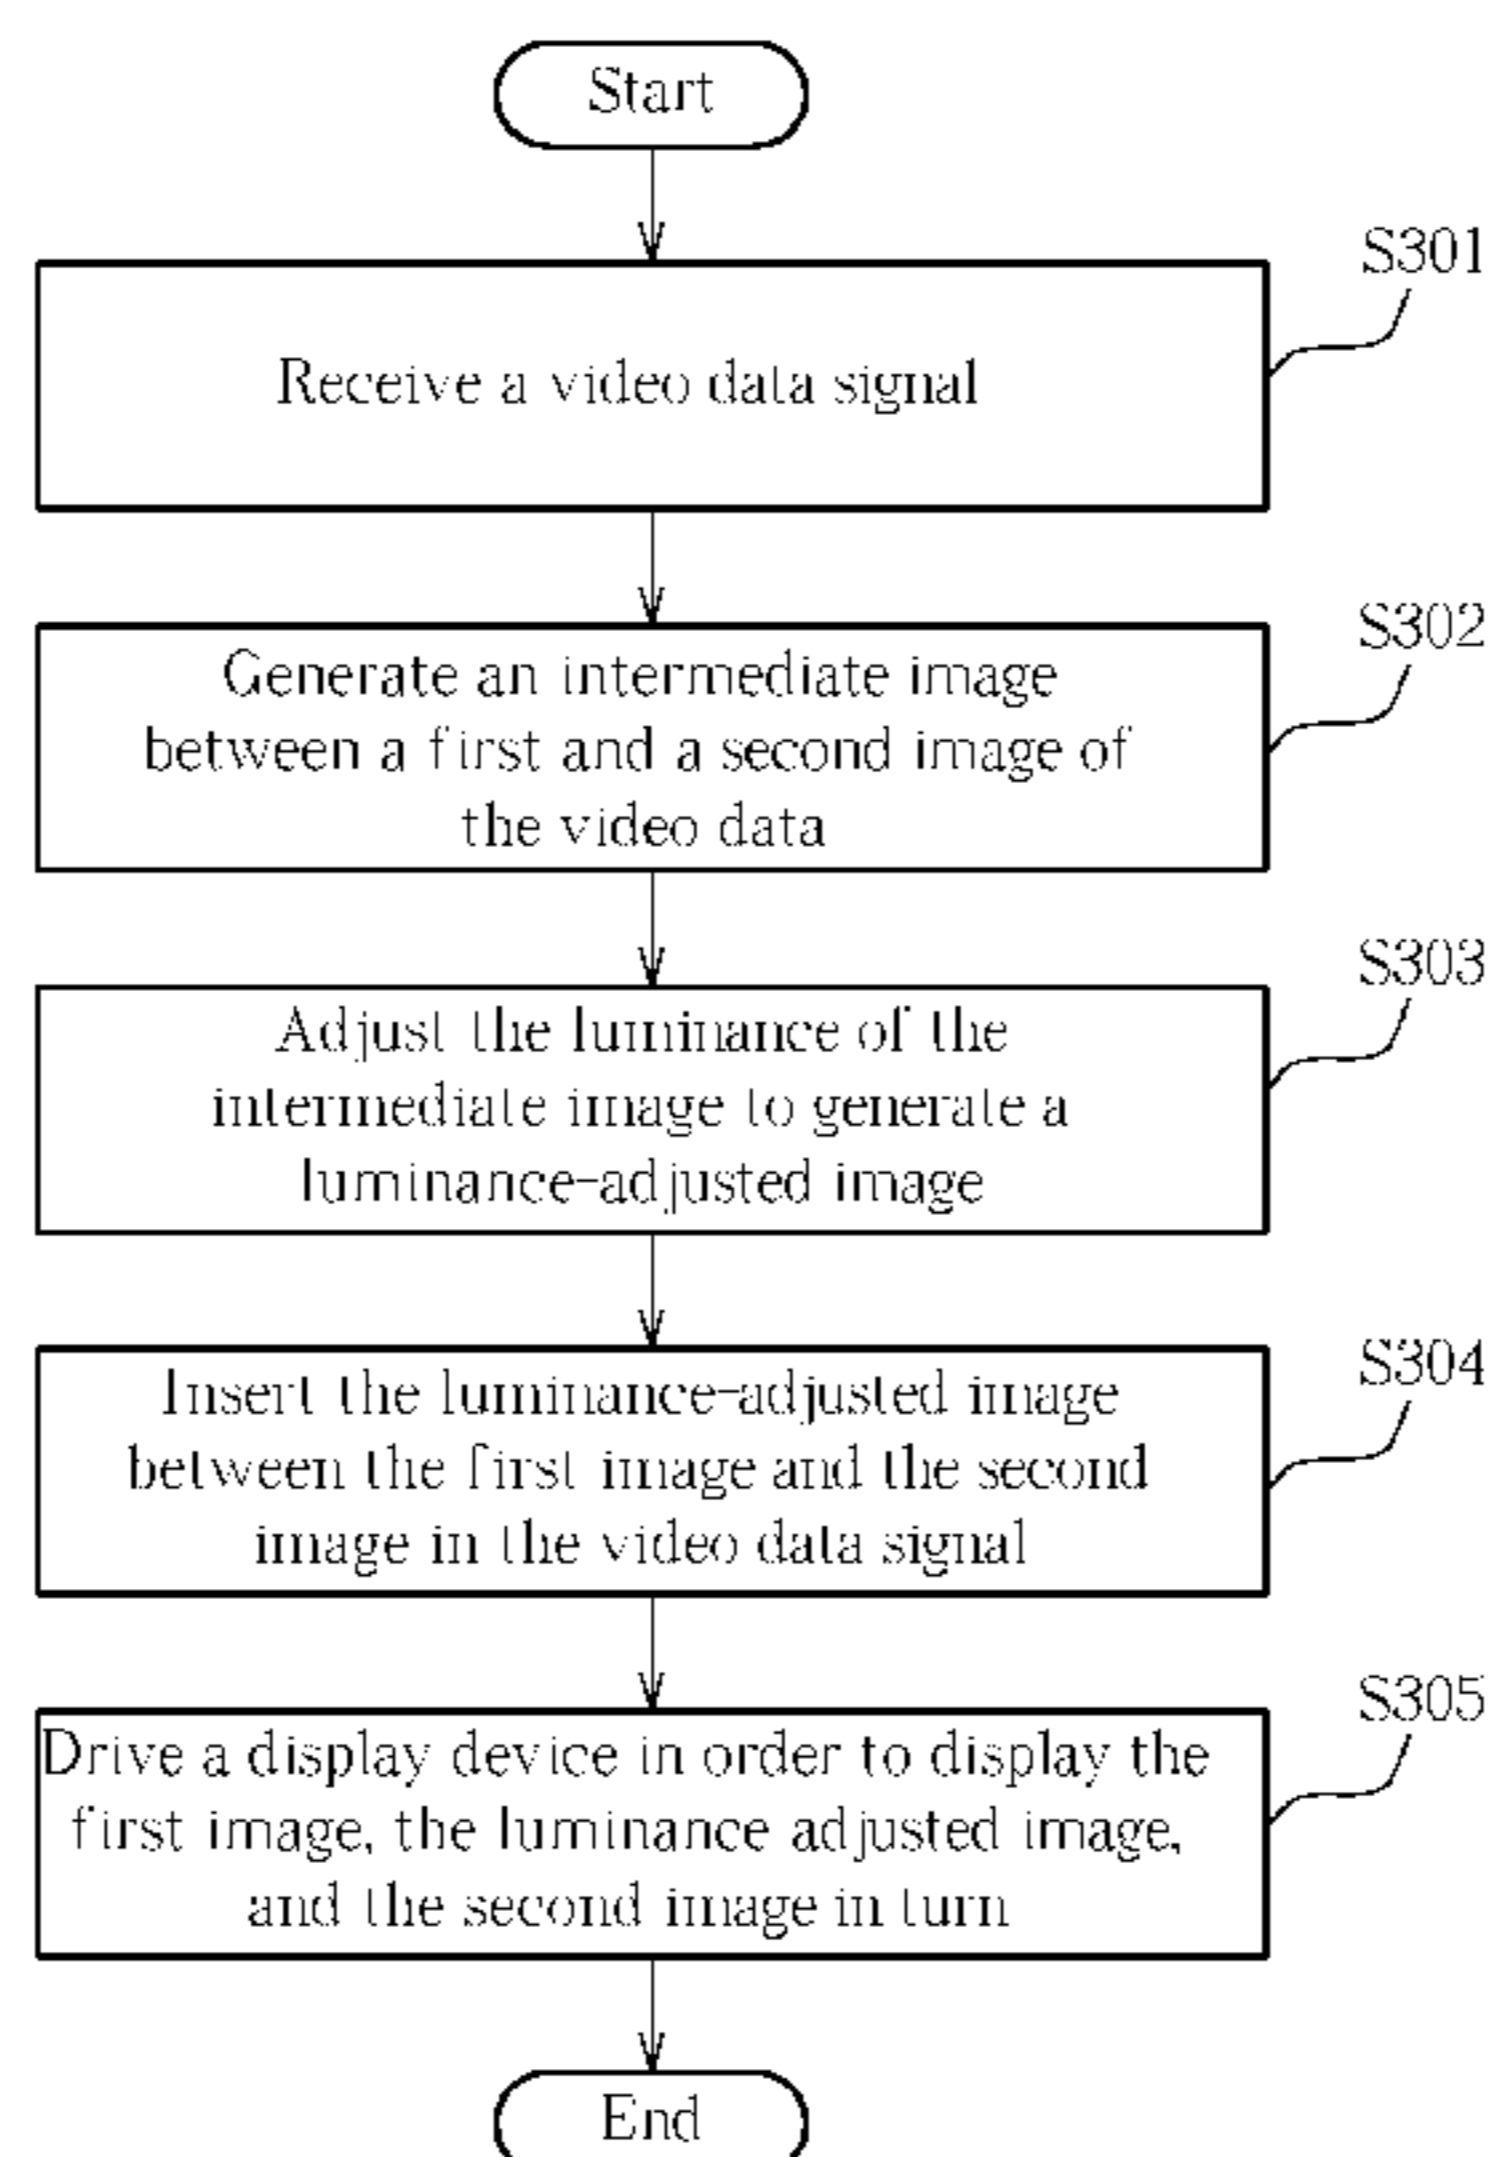 Start
S301
Receive a video data signal
S302
Generate an intermediate image
between a first and a second image of
the video data
S303
Adjust the luminance of the
intermediate image to generate a
luminance-adjusted image
S304
Insert the luminance-adjusted image
between the first image and the second
image in the video data signal
S305
Drive a display device in order to display the
first image, the luminance adjusted image,
and the second image in turn
End